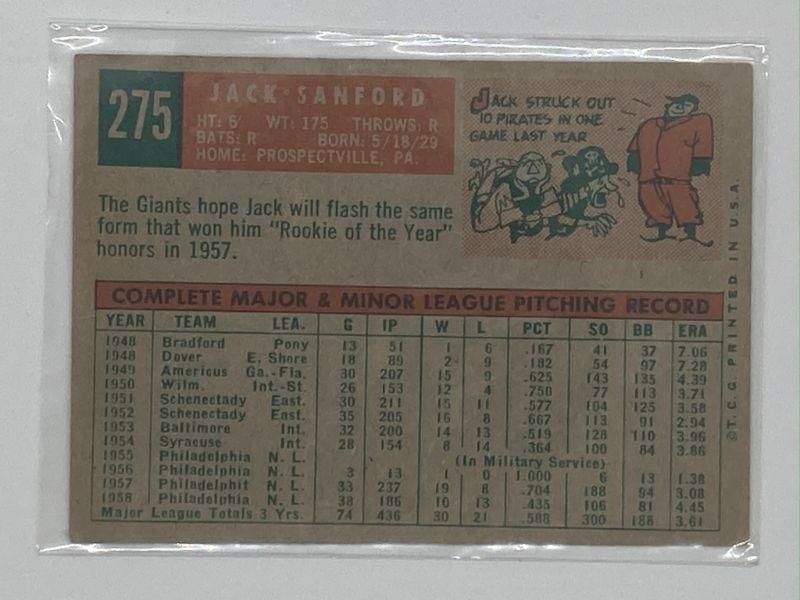 275
JACK SANFORD
HT: 6' WT: 175 THROWS: R
BATS: R BORN: 5/18/29
HOME: PROSPECTVILLE, PA.
JACK STRUCK OUT
10 PIRATES IN ONE
GAME LAST YEAR
The Giants hope Jack will flash the same
form that won him "Rookie of the Year"
honors in 1957.
COMPLETE MAJOR & MINOR LEAGUE PITCHING RECORD
YEAR TEAM LEA. G IP W L PCT SO BB ERA
1948 Bradford Pony 13 51 1 6 .167 41 37 7.06
1948 Dover E. Shore 18 89 2 9 .182 54 97 7.28
1949 Americus Ga.-Fla. 30 207 15 9 .625 143 135 4.39
1950 Wilm. Int.-St. 26 153 12 4 .750 77 113 3.71
1951 Schenectady East. 30 211 15 11 .577 104 125 3.58
1952 Schenectady East. 35 205 16 8 .667 113 91 2.94
1953 Baltimore Int. 32 200 14 13 .519 128 110 3.96
1954 Syracuse Int. 28 154 8 14 .364 100 84 3.86
1955 Philadelphia N. L. (In Military Service)
1956 Philadelphia N. L. 3 13 1 0 1.000 6 13 1.38
1957 Philadelphia N. L. 33 237 19 8 .704 188 94 3.08
1958 Philadelphia N. L. 38 186 10 13 .435 106 81 4.45
Major League Totals 3 Yrs. 74 436 30 21 .588 300 188 3.61
©T.C.G. PRINTED IN U.S.A.